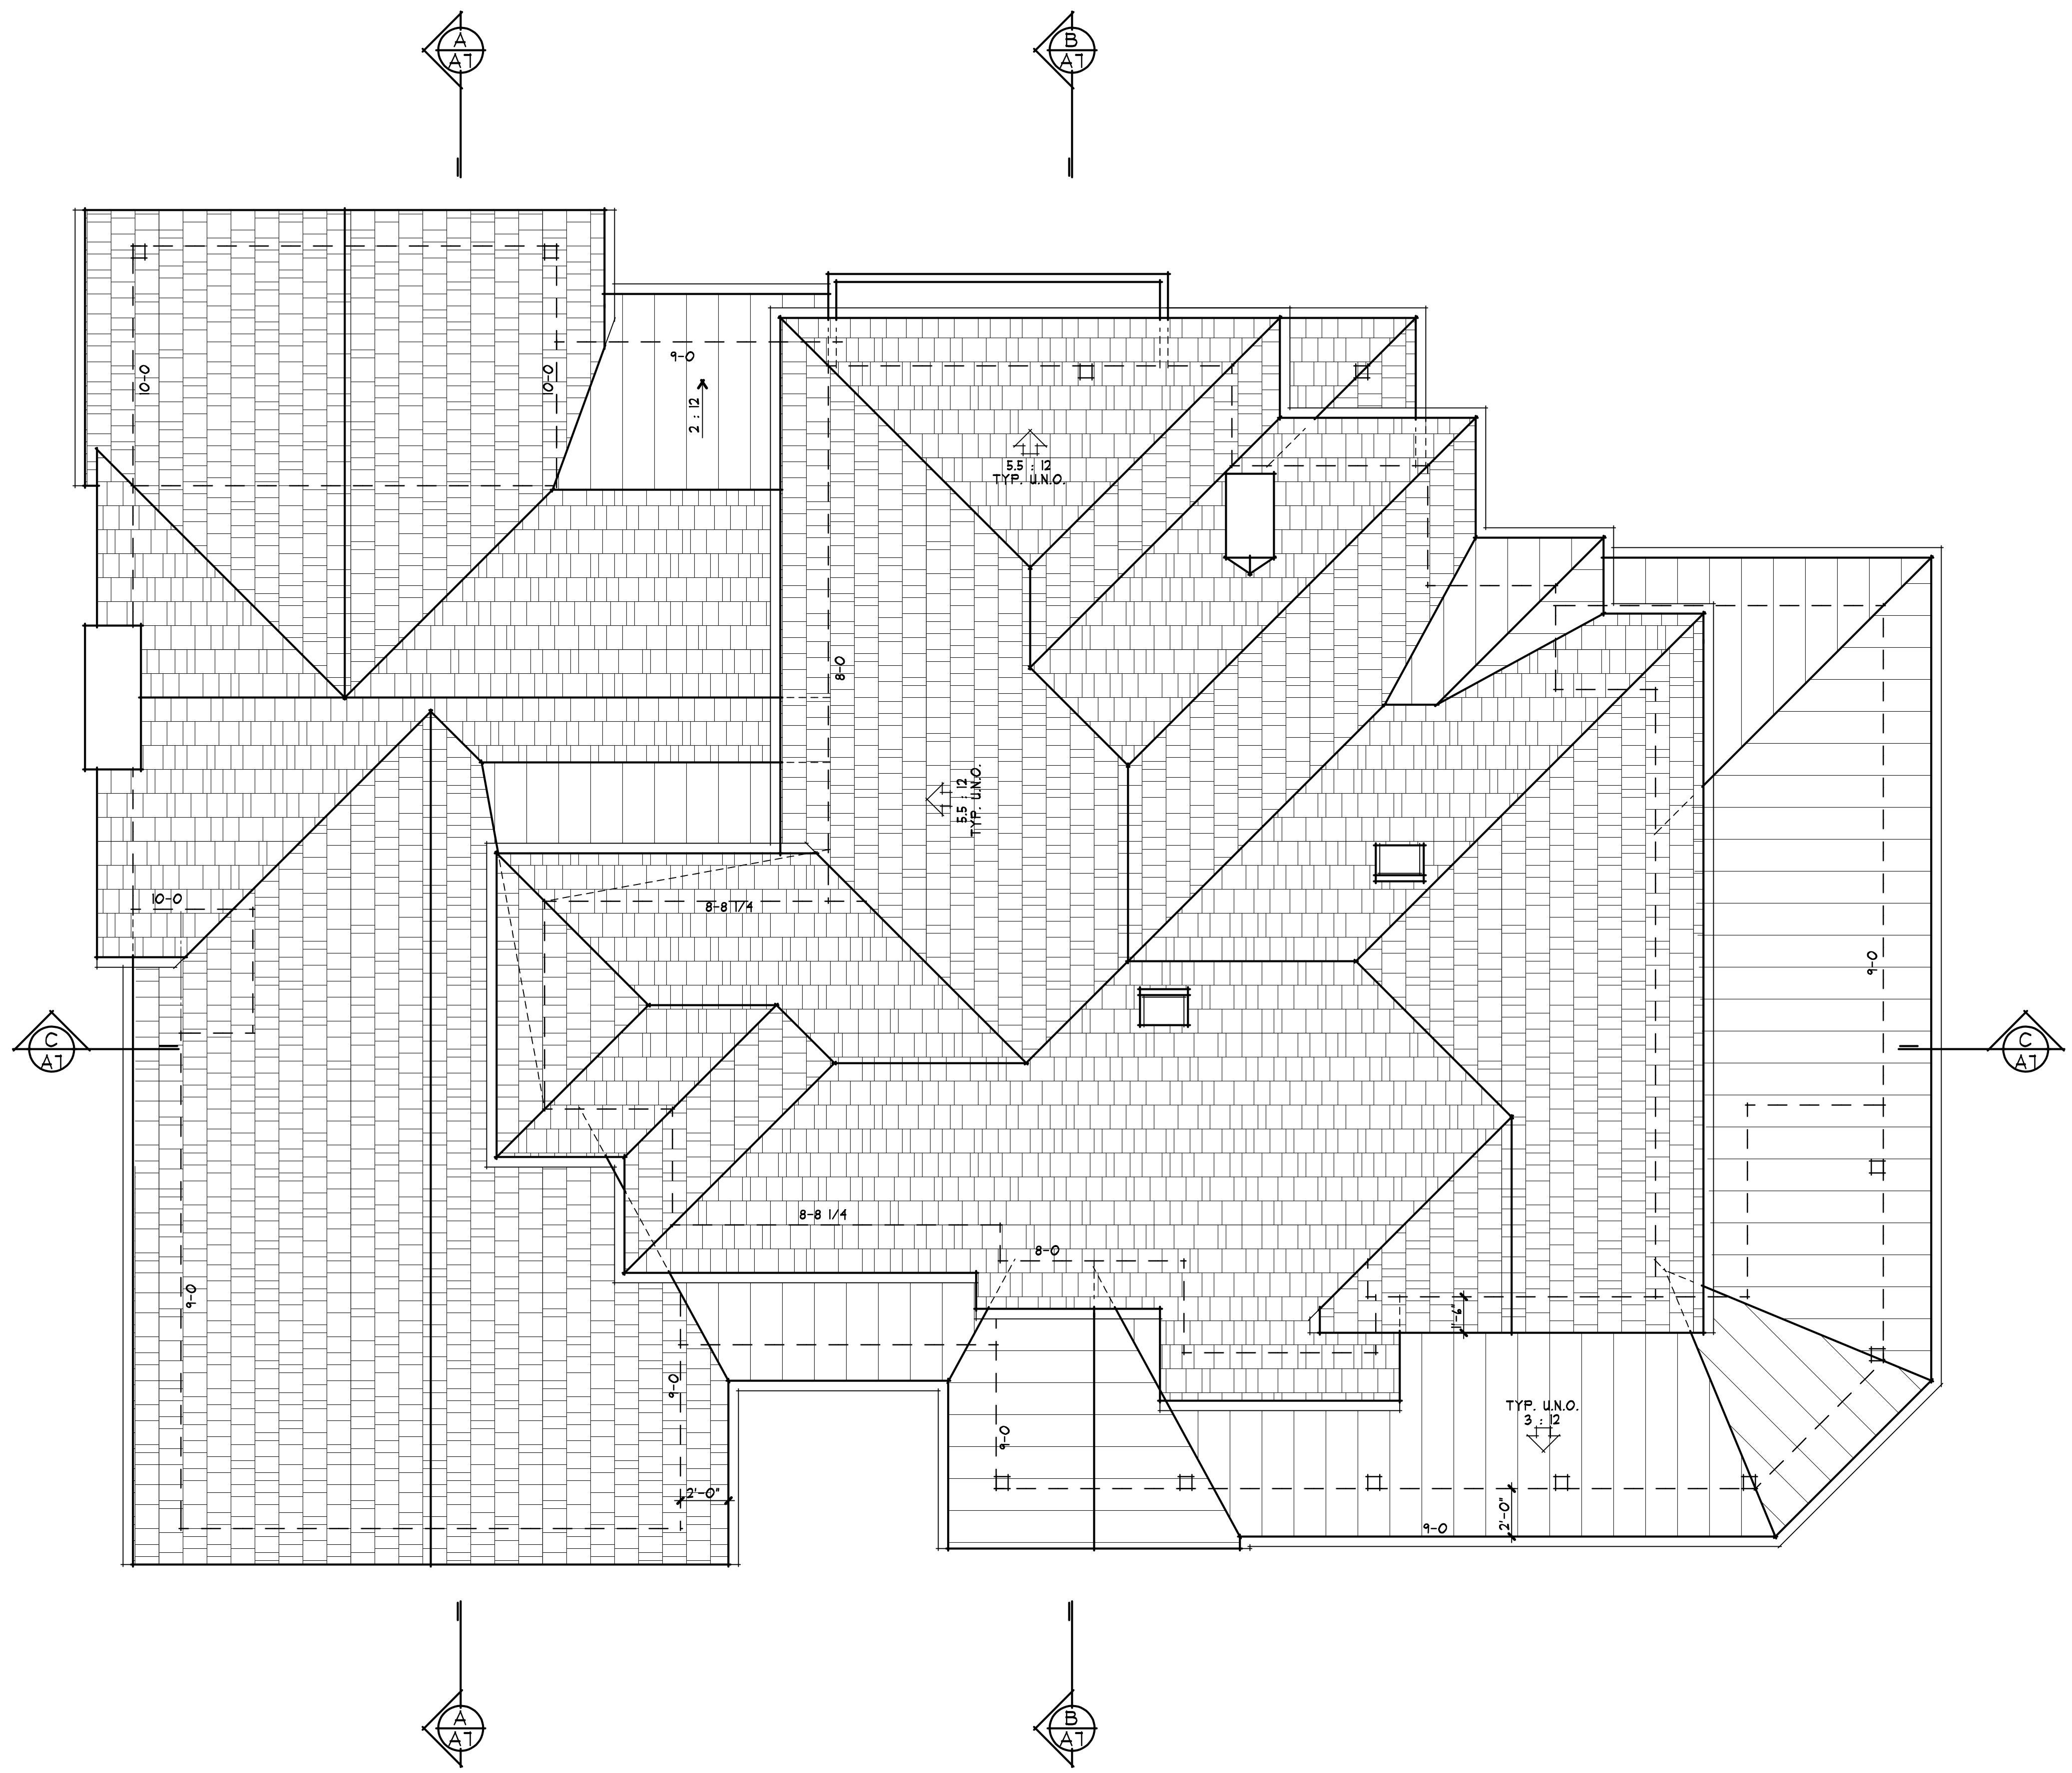 A
A7
B
A7
10-0
10-0
9-0
2 : 12
5.5 : 12
TYP. U.N.O.
8-0
5.5 : 12
TYP. U.N.O.
10-0
8-8 1/4
9-0
C
A7
C
A7
8-8 1/4
8-0
9-0
1'-6"
9-0
TYP. U.N.O.
3 : 12
9-0
2'-0"
2'-0"
9-0
A
A7
B
A7